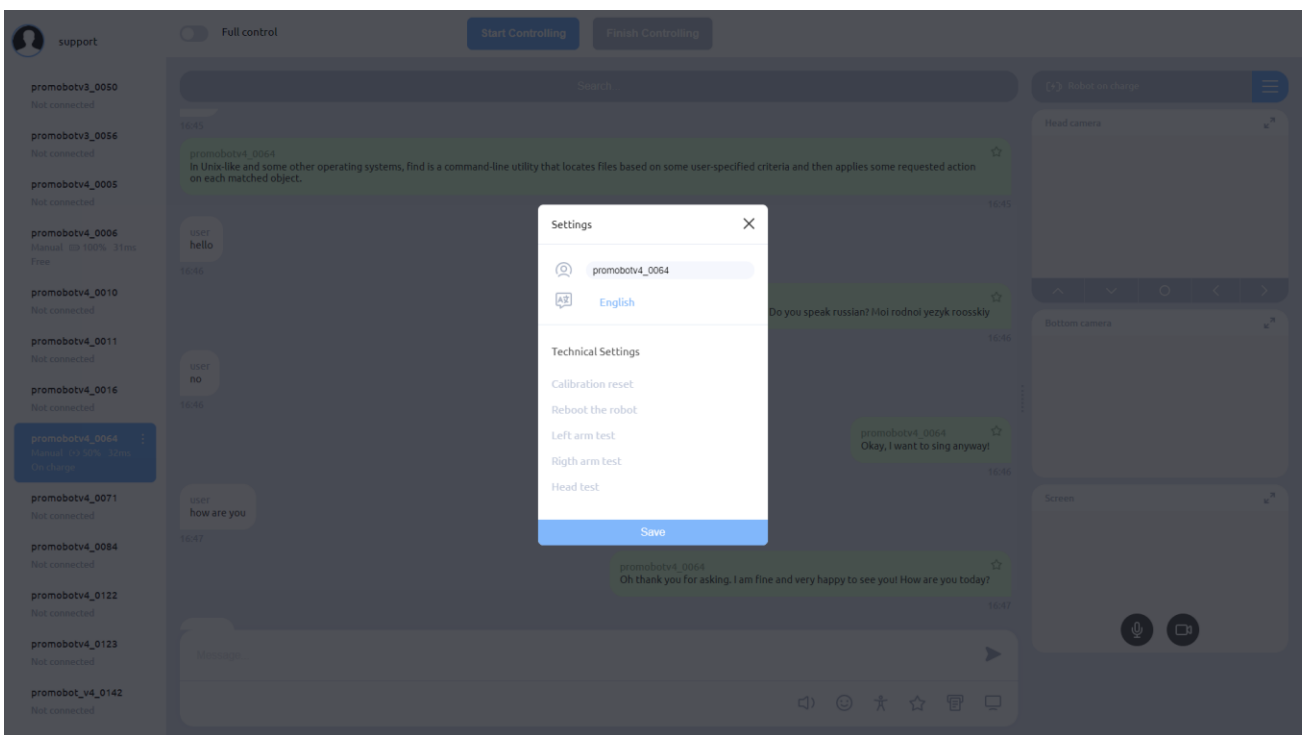 support
Full control
Start Controlling
Finish Controlling
promobotv3_0050
Not connected
promobotv3_0056
Not connected
promobotv4_0005
Not connected
promobotv4_0006
Manual 100% 31ms
Free
promobotv4_0010
Not connected
promobotv4_0011
Not connected
promobotv4_0016
Not connected
promobotv4_0064
Manual 50% 32ms
On charge
promobotv4_0071
Not connected
promobotv4_0084
Not connected
promobotv4_0122
Not connected
promobotv4_0123
Not connected
promobot_v4_0142
Not connected
Search
16:45
promobotv4_0064
In Unix-like and some other operating systems, find is a command-line utility that locates files based on some user-specified criteria and then applies some requested action
on each matched object.
16:45
user
hello
16:46
Do you speak russian? Moi rodnoi yezyk roosskiy
16:46
user
no
16:46
promobotv4_0064
Okay, I want to sing anyway!
16:46
user
how are you
16:47
promobotv4_0064
Oh thank you for asking. I am fine and very happy to see you! How are you today?
16:47
Message
Settings
promobotv4_0064
English
Technical Settings
Calibration reset
Reboot the robot
Left arm test
Rigth arm test
Head test
Save
Robot on charge
Head camera
Bottom camera
Screen